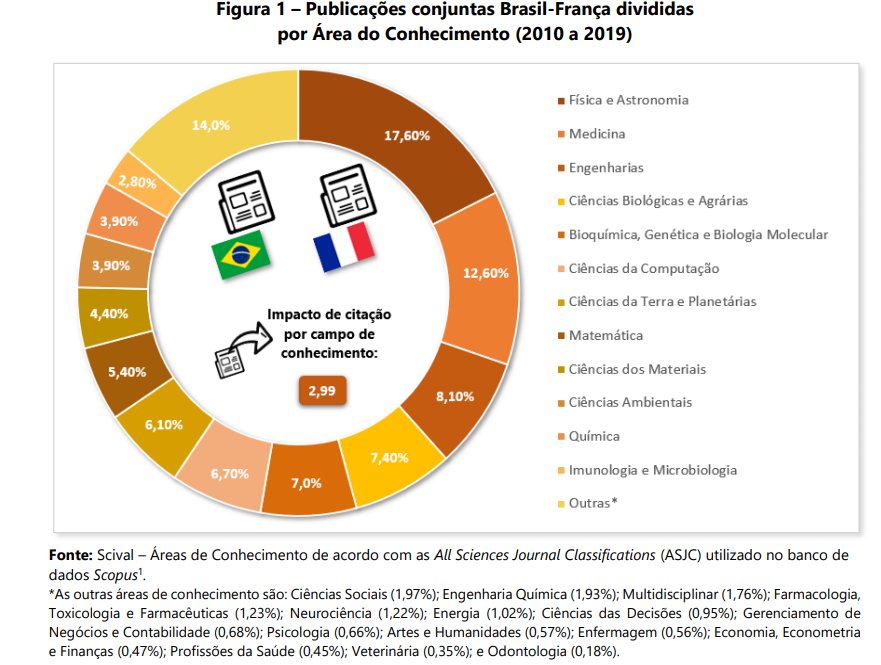 Figura 1 – Publicações conjuntas Brasil-França divididas
por Área do Conhecimento (2010 a 2019)
14,0%
17,60%
2,80%
3,90%
3,90%
4,40%
5,40%
6,10%
6,70%
7,0%
7,40%
8,10%
12,60%
Impacto de citação
por campo de
conhecimento:
2,99
Física e Astronomia
Medicina
Engenharias
Ciências Biológicas e Agrárias
Bioquímica, Genética e Biologia Molecular
Ciências da Computação
Ciências da Terra e Planetárias
Matemática
Ciências dos Materiais
Ciências Ambientais
Química
Imunologia e Microbiologia
Outras*
Fonte: Scival – Áreas de Conhecimento de acordo com as All Sciences Journal Classifications (ASJC) utilizado no banco de
dados Scopus¹.
*As outras áreas de conhecimento são: Ciências Sociais (1,97%); Engenharia Química (1,93%); Multidisciplinar (1,76%); Farmacologia,
Toxicologia e Farmacêuticas (1,23%); Neurociência (1,22%); Energia (1,02%); Ciências das Decisões (0,95%); Gerenciamento de
Negócios e Contabilidade (0,68%); Psicologia (0,66%); Artes e Humanidades (0,57%); Enfermagem (0,56%); Economia, Econometria
e Finanças (0,47%); Profissões da Saúde (0,45%); Veterinária (0,35%); e Odontologia (0,18%).